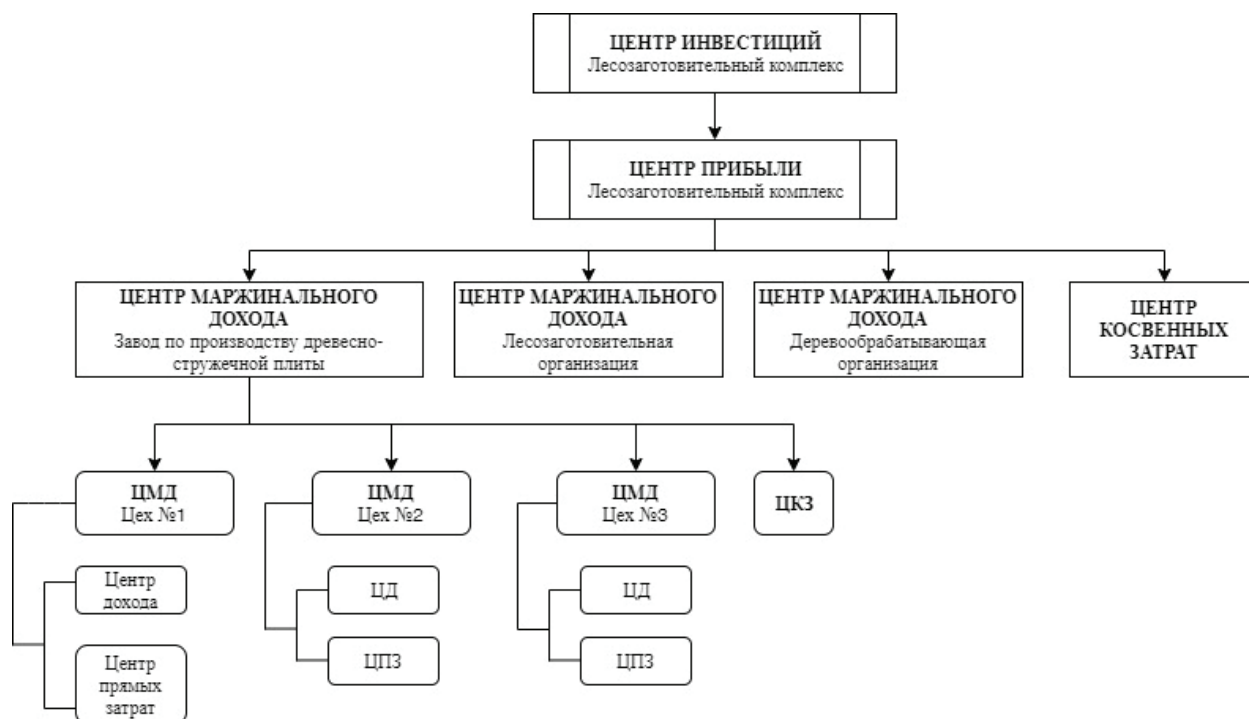 ЦЕНТР ИНВЕСТИЦИЙ
Лесозаготовительный комплекс
ЦЕНТР ПРИБЫЛИ
Лесозаготовительный комплекс
ЦЕНТР МАРЖИНАЛЬНОГО
ДОХОДА
Завод по производству древесно-
стружечной плиты
ЦЕНТР МАРЖИНАЛЬНОГО
ДОХОДА
Лесозаготовительная
организация
ЦЕНТР МАРЖИНАЛЬНОГО
ДОХОДА
Деревообрабатывающая
организация
ЦЕНТР
КОСВЕННЫХ
ЗАТРАТ
ЦМД
Цех №1
ЦМД
Цех №2
ЦМД
Цех №3
ЦКЗ
Центр
дохода
ЦД
ЦД
Центр
прямых
затрат
ЦПЗ
ЦПЗ